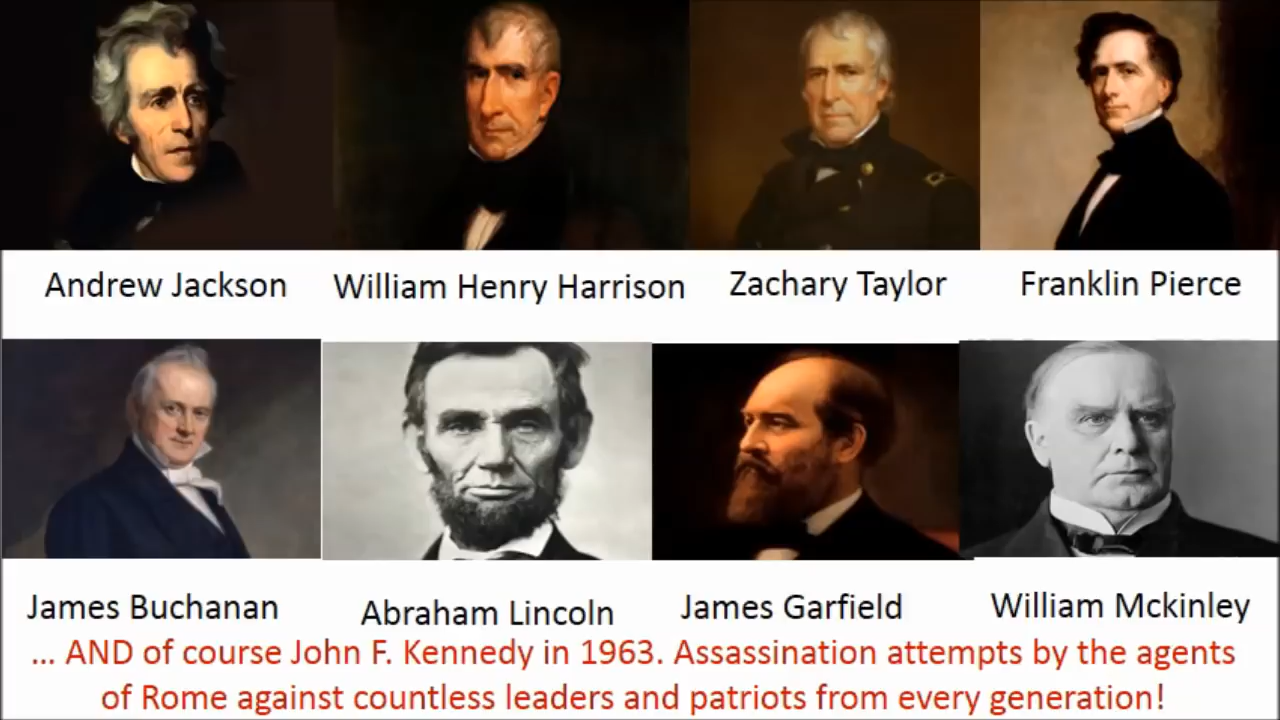 Andrew Jackson
William Henry Harrison
Zachary Taylor
Franklin Pierce
James Buchanan
Abraham Lincoln
James Garfield
William Mckinley
... AND of course John F. Kennedy in 1963. Assassination attempts by the agents
of Rome against countless leaders and patriots from every generation!